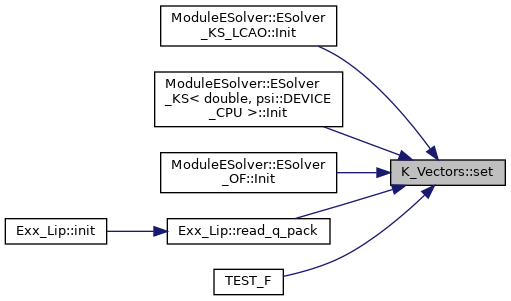 ModuleESolver::ESolver
_KS_LCAO::Init
ModuleESolver::ESolver
_KS< double, psi::DEVICE
_CPU >::Init
ModuleESolver::ESolver
_OF::Init
K_Vectors::set
Exx_Lip::init
Exx_Lip::read_q_pack
TEST_F